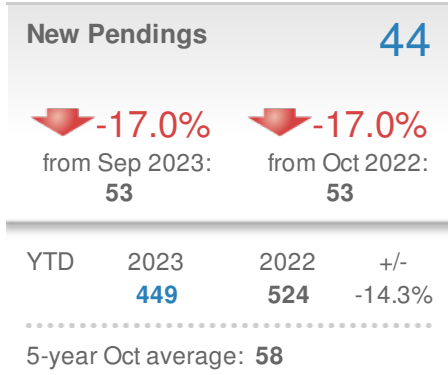 New Pendings 44
-17.0% -17.0%
from Sep 2023: from Oct 2022:
53 53
YTD 2023 2022 +/-
449 524 -14.3%
5-year Oct average: 58